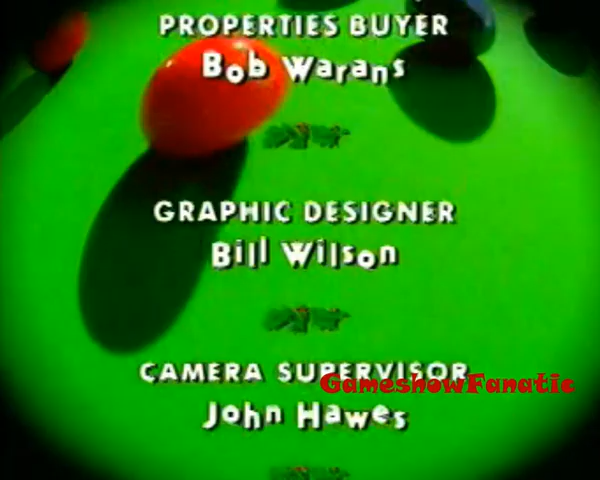 PROPERTIES BUYER
Bob Warans
GRAPHIC DESIGNER
Bill Wilson
CAMERA SUPERVISOR
GameshowFanatic
John Hawes